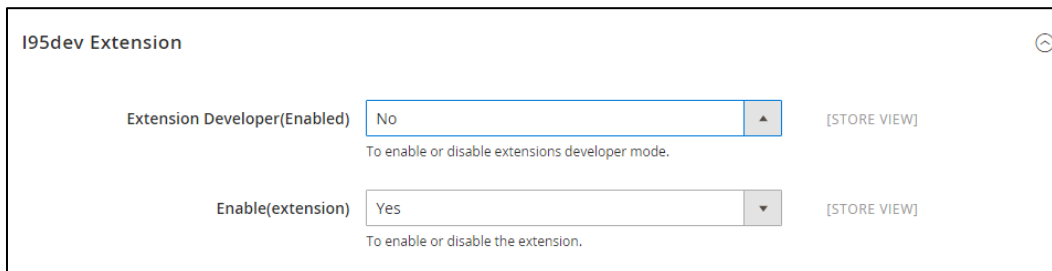 I95dev Extension
Extension Developer(Enabled) No [STORE VIEW]
To enable or disable extensions developer mode.
Enable(extension) Yes [STORE VIEW]
To enable or disable the extension.